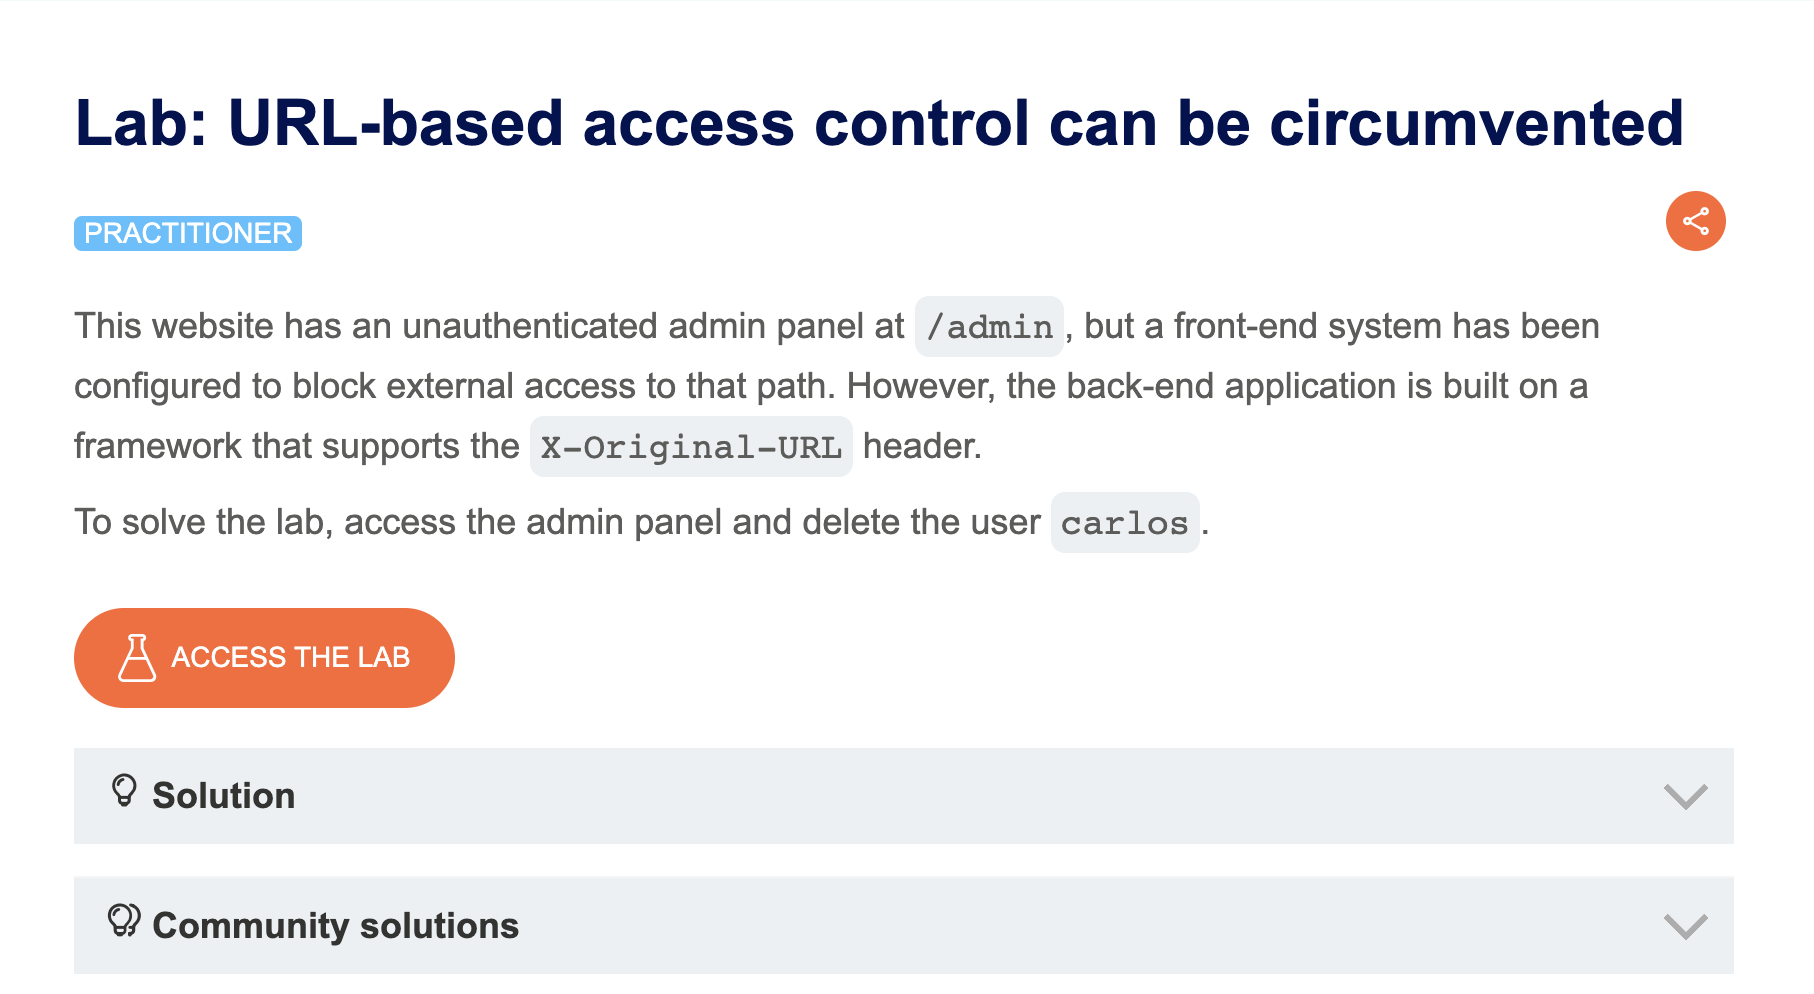 Lab: URL-based access control can be circumvented
PRACTITIONER
This website has an unauthenticated admin panel at /admin, but a front-end system has been
configured to block external access to that path. However, the back-end application is built on a
framework that supports the X-Original-URL header.
To solve the lab, access the admin panel and delete the user carlos.
ACCESS THE LAB
Solution
Community solutions